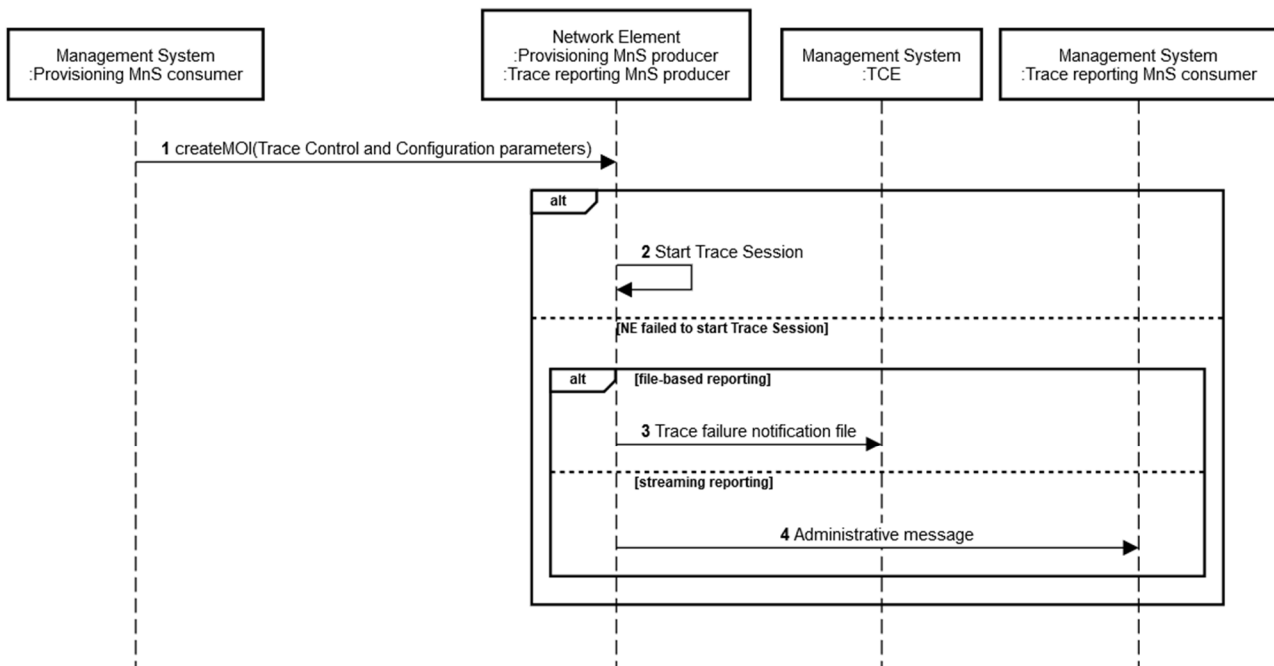 Management System
:Provisioning MnS consumer
Network Element
:Provisioning MnS producer
:Trace reporting MnS producer
Management System
:TCE
Management System
:Trace reporting MnS consumer
1 createMOI(Trace Control and Configuration parameters)
alt
2 Start Trace Session
[NE failed to start Trace Session]
alt [file-based reporting]
3 Trace failure notification file
[streaming reporting]
4 Administrative message